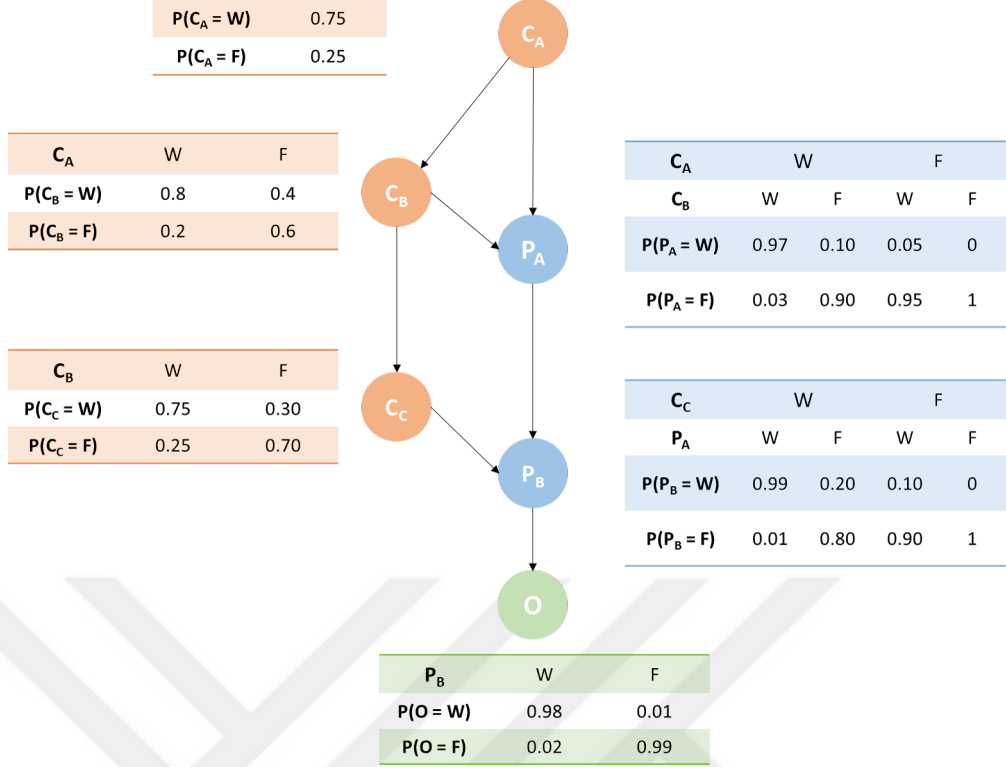 P(C_A = W) 0.75
P(C_A = F) 0.25
C_A
C_A W F
P(C_B = W) 0.8 0.4
P(C_B = F) 0.2 0.6
C_B
P_A
C_A W F
C_B W F W F
P(P_A = W) 0.97 0.10 0.05 0
P(P_A = F) 0.03 0.90 0.95 1
C_B W F
P(C_C = W) 0.75 0.30
P(C_C = F) 0.25 0.70
C_C
P_B
C_C W F
P_A W F W F
P(P_B = W) 0.99 0.20 0.10 0
P(P_B = F) 0.01 0.80 0.90 1
O
P_B W F
P(O = W) 0.98 0.01
P(O = F) 0.02 0.99